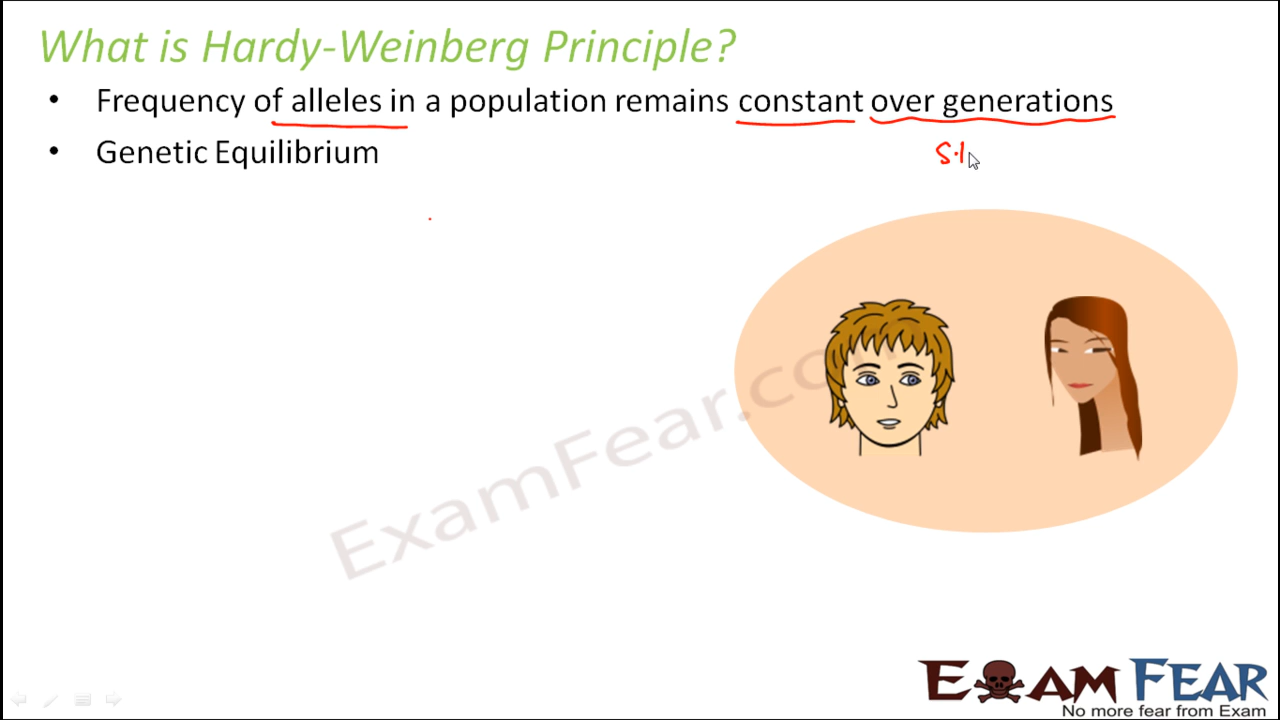 What is Hardy-Weinberg Principle?
• Frequency of alleles in a population remains constant over generations
• Genetic Equilibrium
ExamFear.com
EXAM FEAR
No more fear from Exam